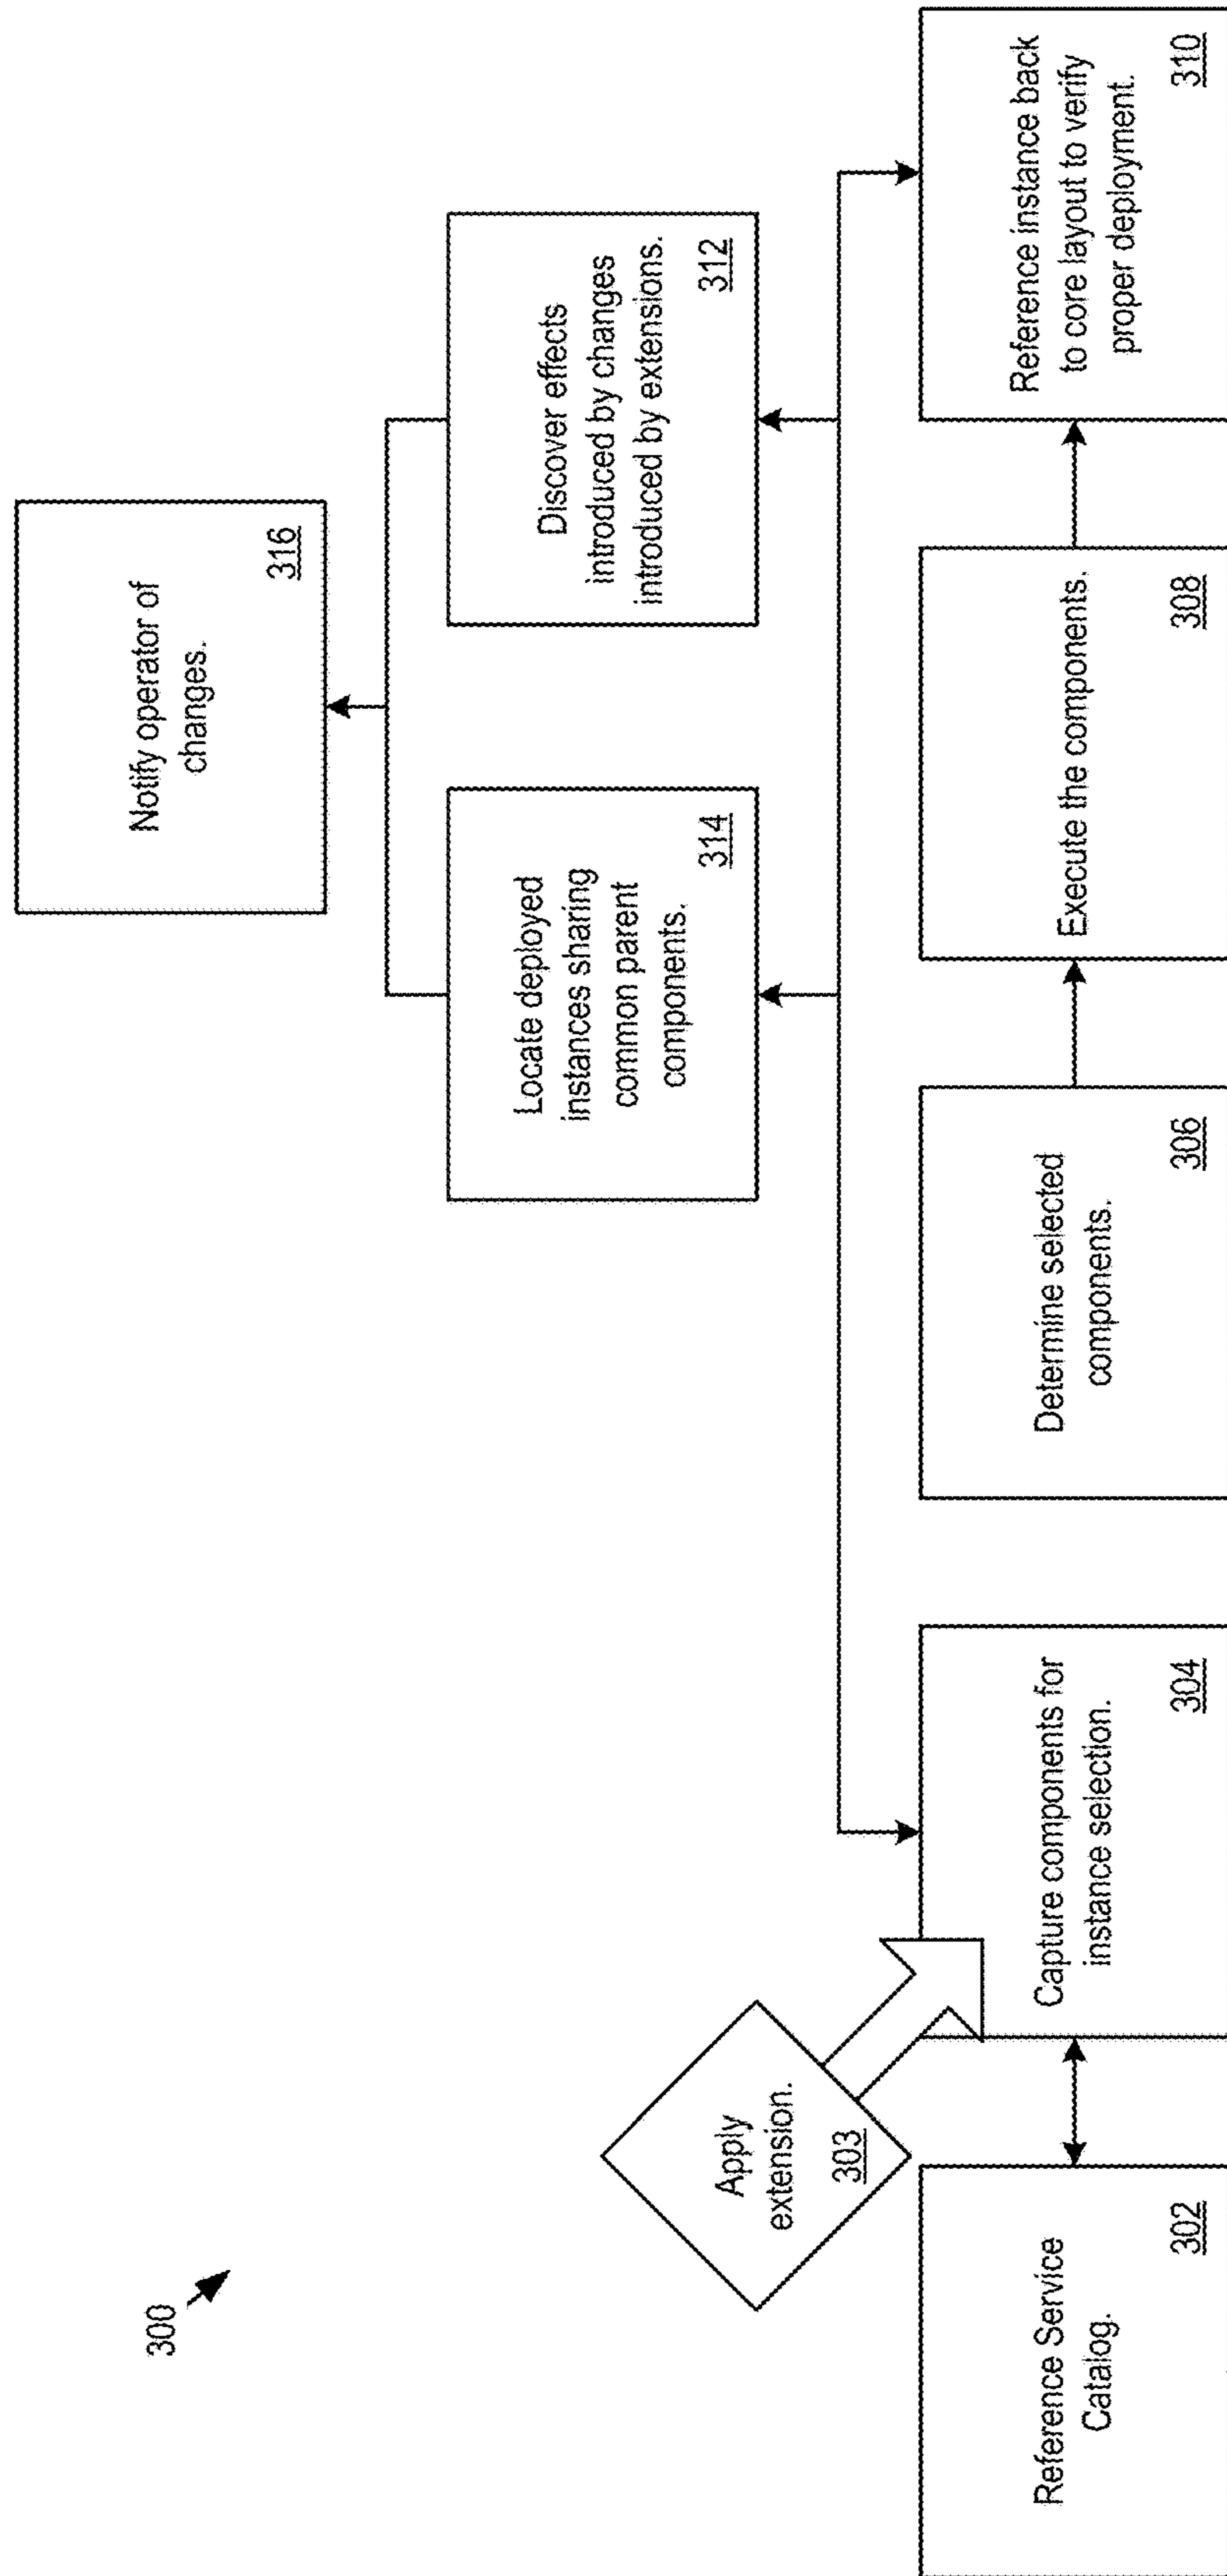 300
Notify operator of
changes.
316
Locate deployed
instances sharing
common parent
components.
314
Discover effects
introduced by changes
introduced by extensions.
312
Apply
extension.
303
Reference Service
Catalog.
302
Capture components for
instance selection.
304
Determine selected
components.
306
Execute the components.
308
Reference instance back
to core layout to verify
proper deployment.
310